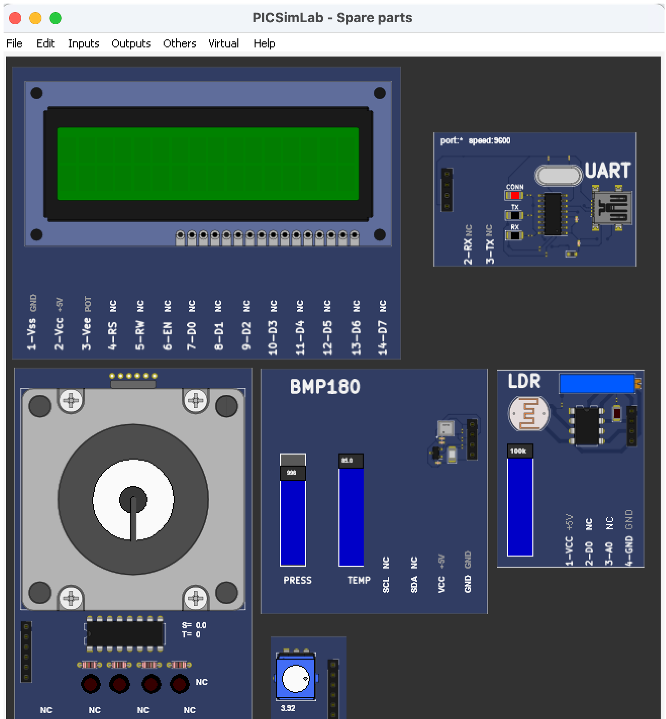 PICSimLab - Spare parts
File Edit Inputs Outputs Others Virtual Help
1-Vss GND
2-Vcc +5V
3-Vee POT
4-RS NC
5-RW NC
6-EN NC
7-D0 NC
8-D1 NC
9-D2 NC
10-D3 NC
11-D4 NC
12-D5 NC
13-D6 NC
14-D7 NC
port:* speed:9600
UART
CONN
TX
RX
2-RX NC
3-TX NC
S= 0.0
T= 0
NC
NC
NC
NC
NC
BMP180
996
PRESS
TEMP
SCL NC
SDA NC
VCC +5V
GND GND
LDR
100k
1-VCC +5V
2-D0 NC
3-A0 NC
4-GND GND
3.92